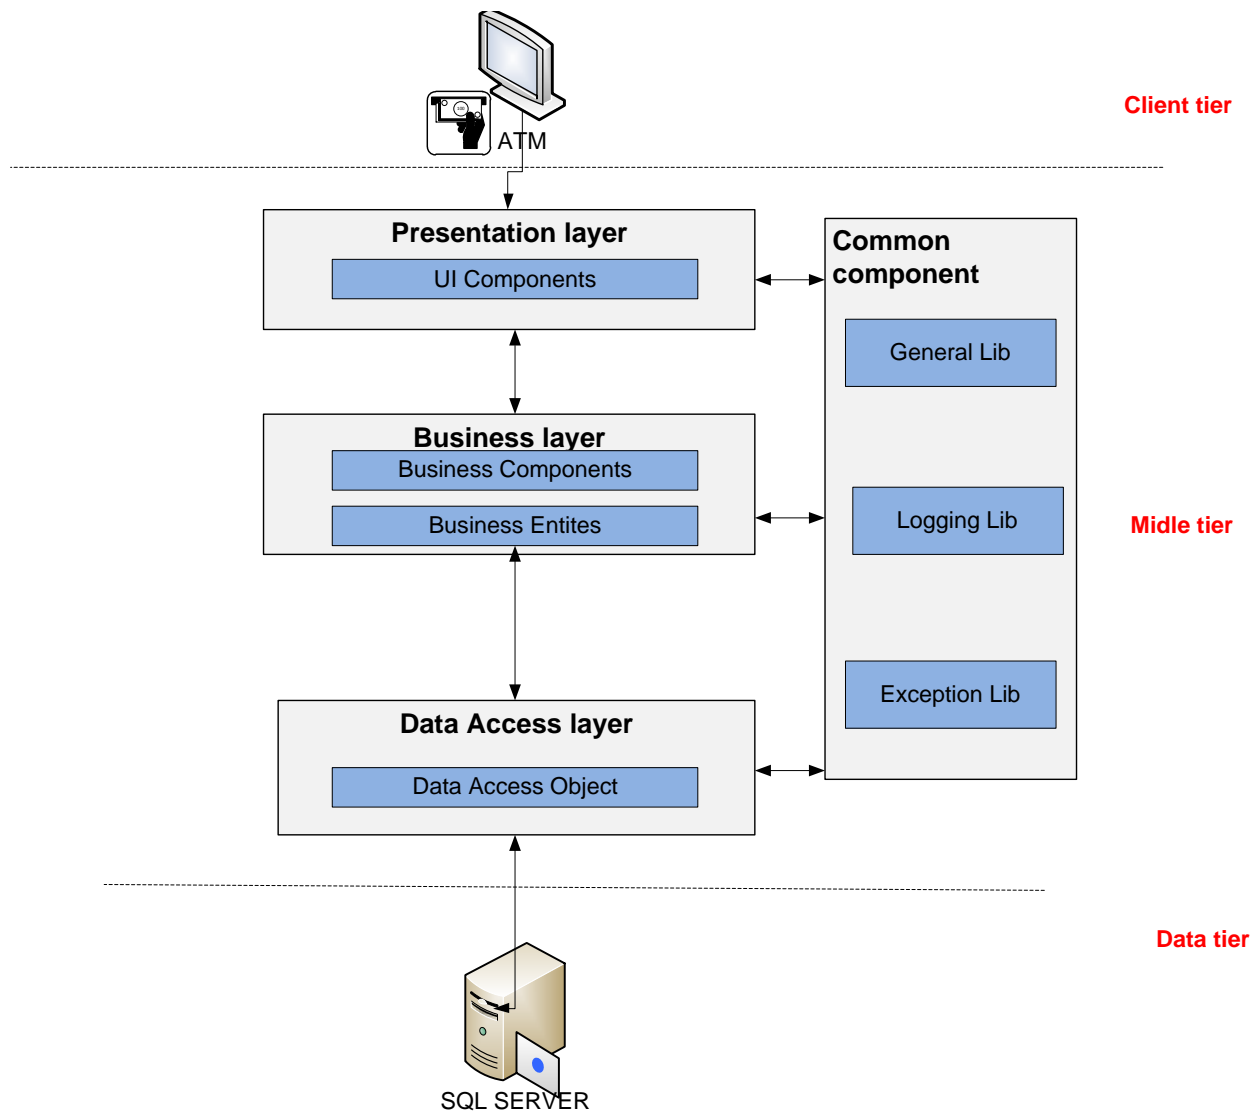 Client tier
ATM
Presentation layer
UI Components
Common
component
General Lib
Business layer
Business Components
Business Entites
Logging Lib
Midle tier
Exception Lib
Data Access layer
Data Access Object
Data tier
SQL SERVER